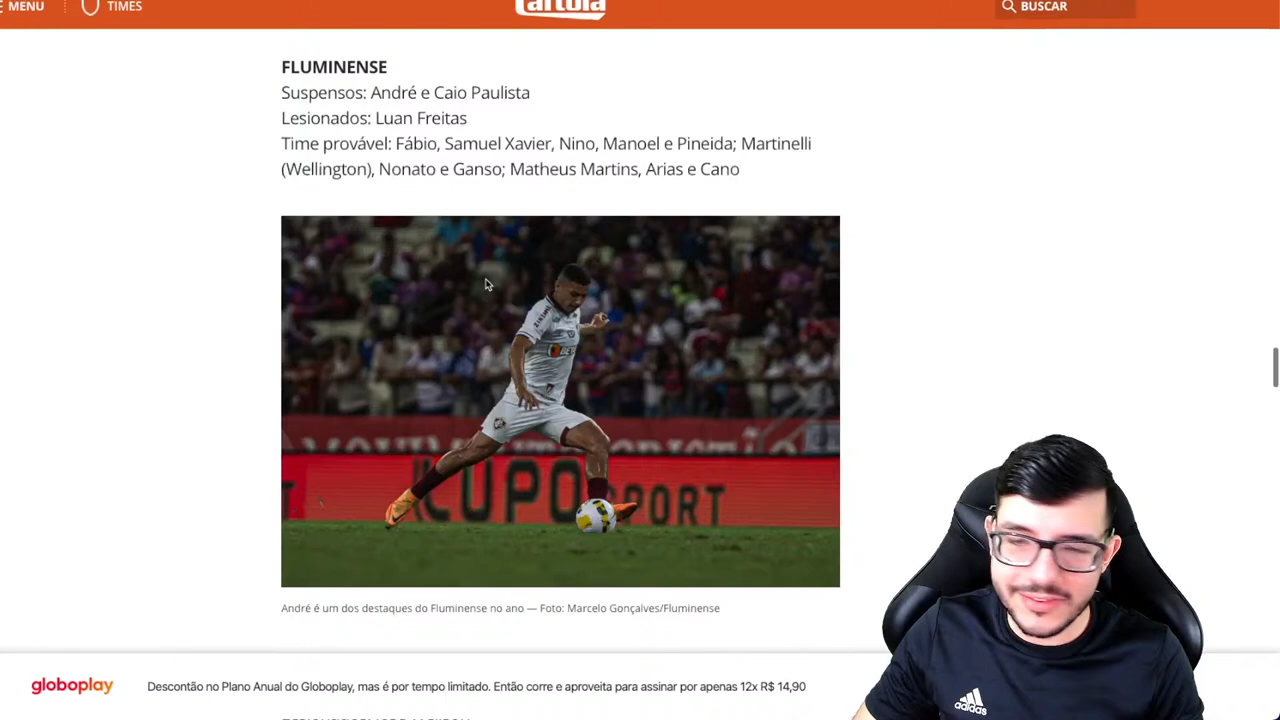 MENU
TIMES
cartola
BUSCAR
FLUMINENSE
Suspensos: André e Caio Paulista
Lesionados: Luan Freitas
Time provável: Fábio, Samuel Xavier, Nino, Manoel e Pineida; Martinelli
(Wellington), Nonato e Ganso; Matheus Martins, Arias e Cano
LUPO SPORT
André é um dos destaques do Fluminense no ano — Foto: Marcelo Gonçalves/Fluminense
globoplay
Descontão no Plano Anual do Globoplay, mas é por tempo limitado. Então corre e aproveita para assinar por apenas 12x R$ 14,90
adidas